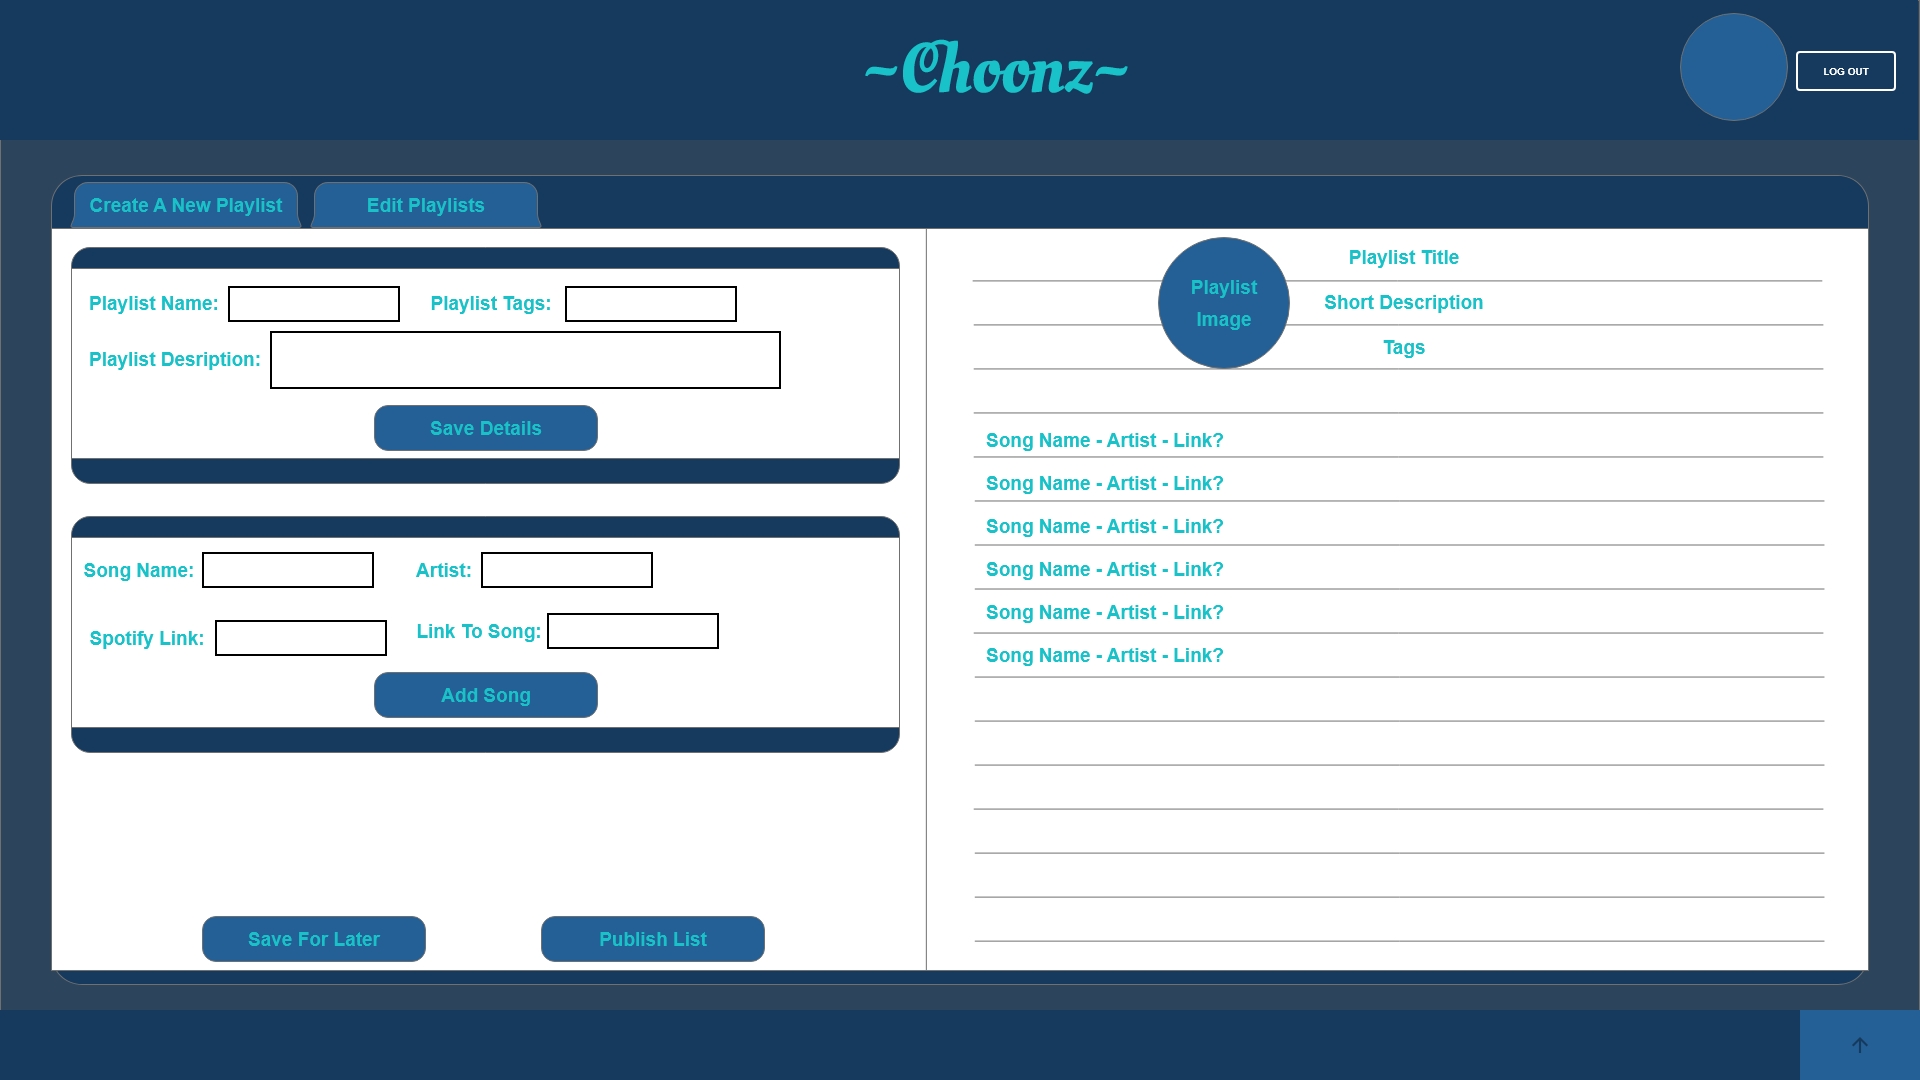 ~Choonz~
LOG OUT
Create A New Playlist
Edit Playlists
Playlist Name:
Playlist Tags:
Playlist Desription:
Save Details
Song Name:
Artist:
Spotify Link:
Link To Song:
Add Song
Save For Later
Publish List
Playlist
Image
Playlist Title
Short Description
Tags
Song Name - Artist - Link?
Song Name - Artist - Link?
Song Name - Artist - Link?
Song Name - Artist - Link?
Song Name - Artist - Link?
Song Name - Artist - Link?